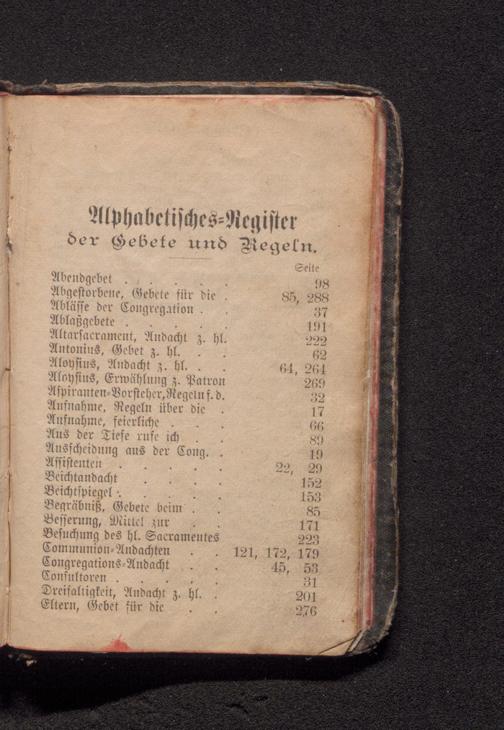 Alphabetisches-Register
der Gebete und Regeln.
Seite
Abendgebet . . . . . 98
Abgestorbene, Gebete für die . 85, 288
Ablässe der Congregation . . 37
Ablaßgebete . . . . . 191
Altarsacrament, Andacht z. hl. 222
Antonius, Gebet z. hl. . . 62
Aloysius, Andacht z. hl. . . 64, 264
Aloysius, Erwählung z. Patron 269
Aspiranten-Vorsteher, Regeln f. d. 32
Aufnahme, Regeln über die . 17
Aufnahme, feierliche . . . 66
Aus der Tiefe rufe ich . . 89
Ausscheidung aus der Cong. . 19
Assistenten . . . . . 22, 29
Beichtandacht . . . . 152
Beichtspiegel . . . . . 153
Begräbniß, Gebete beim . . 85
Besserung, Mittel zur . . 171
Besuchung des hl. Sacramentes 223
Communion-Andachten . . 121, 172, 179
Congregations-Andacht . . 45, 53
Consultoren . . . . . 31
Dreifaltigkeit, Andacht z. hl. . 201
Eltern, Gebet für die . . 276